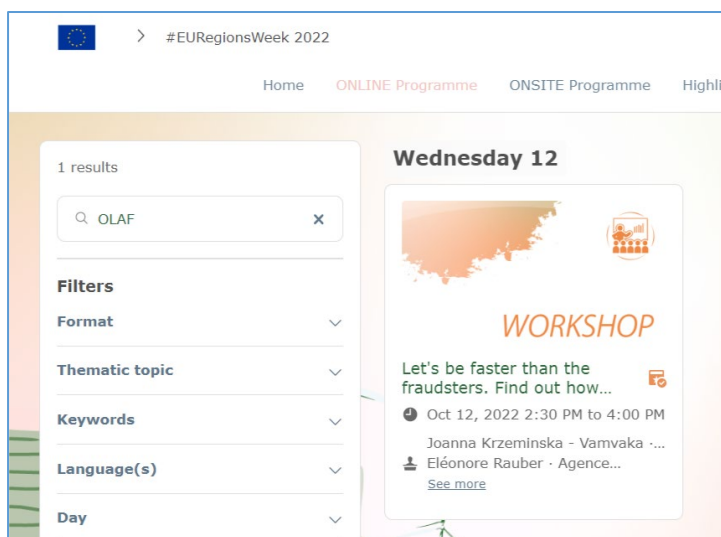 #EURegionsWeek 2022
Home ONLINE Programme ONSITE Programme Highli
1 results
OLAF
Filters
Format
Thematic topic
Keywords
Language(s)
Day
Wednesday 12
WORKSHOP
Let's be faster than the
fraudsters. Find out how...
Oct 12, 2022 2:30 PM to 4:00 PM
Joanna Krzeminska - Vamvaka ·...
Eléonore Rauber · Agence...
See more